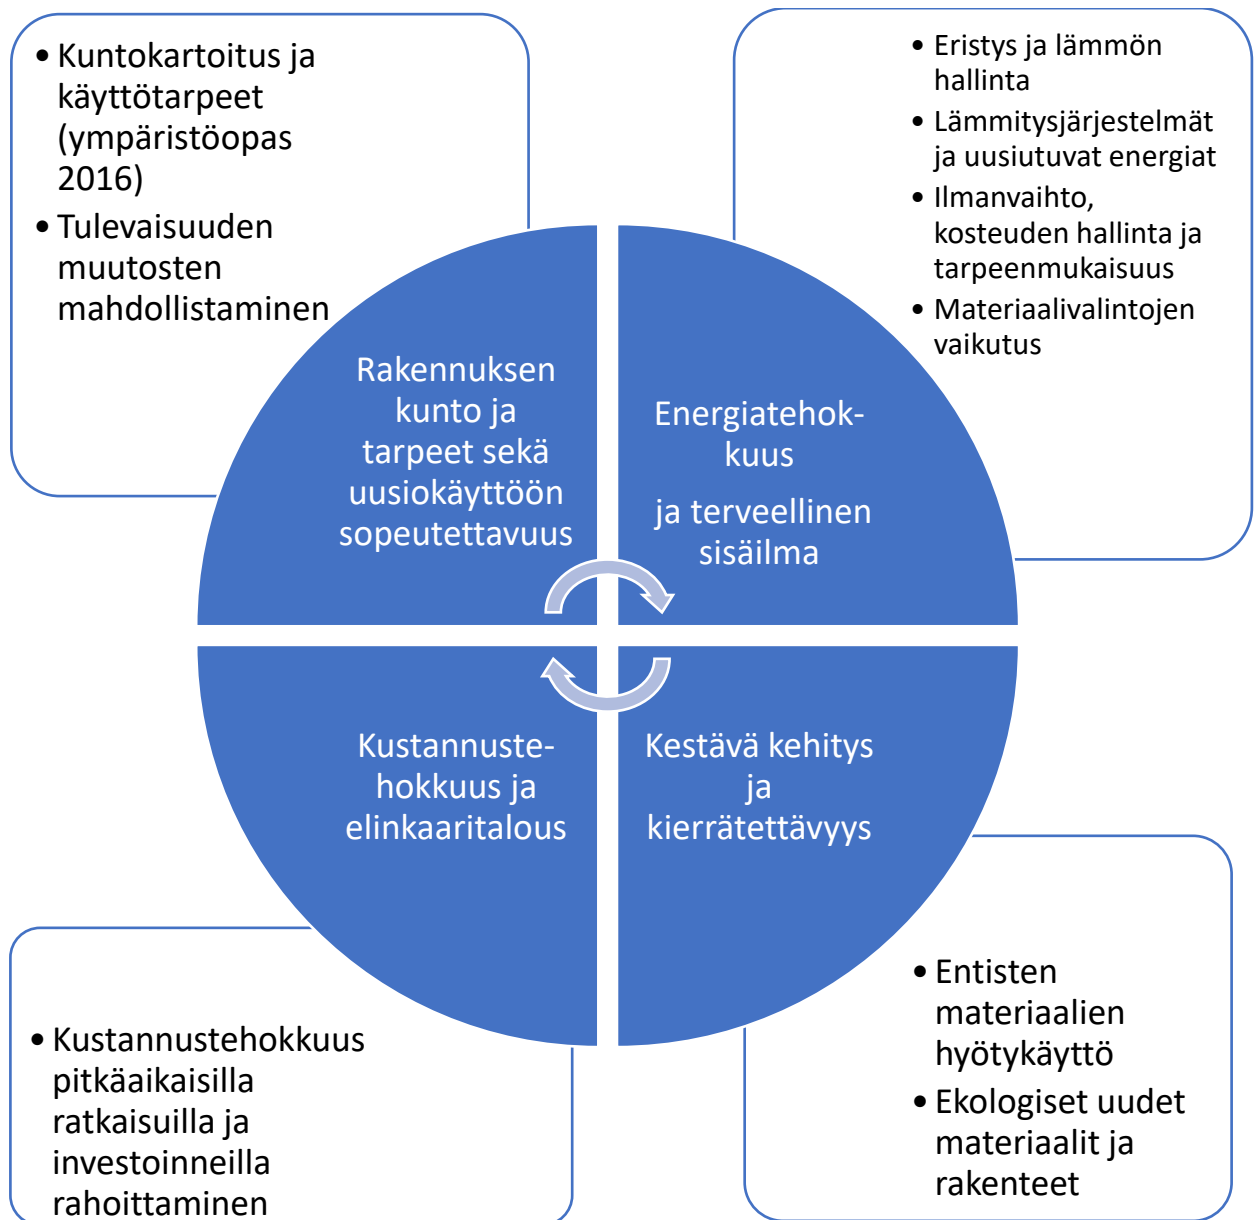 • Kuntokartoitus ja
käyttötarpeet
(ympäristöopas
2016)
• Tulevaisuuden
muutosten
mahdollistaminen
• Eristys ja lämmön
hallinta
• Lämmitysjärjestelmät
ja uusiutuvat energiat
• Ilmanvaihto,
kosteuden hallinta ja
tarpeenmukaisuus
• Materiaalivalintojen
vaikutus
Rakennuksen
kunto ja
tarpeet sekä
uusiokäyttöön
sopeutettavuus
Energiatehok-
kuus
ja terveellinen
sisäilma
Kustannuste-
hokkuus ja
elinkaaritalous
Kestävä kehitys
ja
kierrätettävyys
• Kustannustehokkuus
pitkäaikaisilla
ratkaisuilla ja
investoinneilla
rahoittaminen
• Entisten
materiaalien
hyötykäyttö
• Ekologiset uudet
materiaalit ja
rakenteet